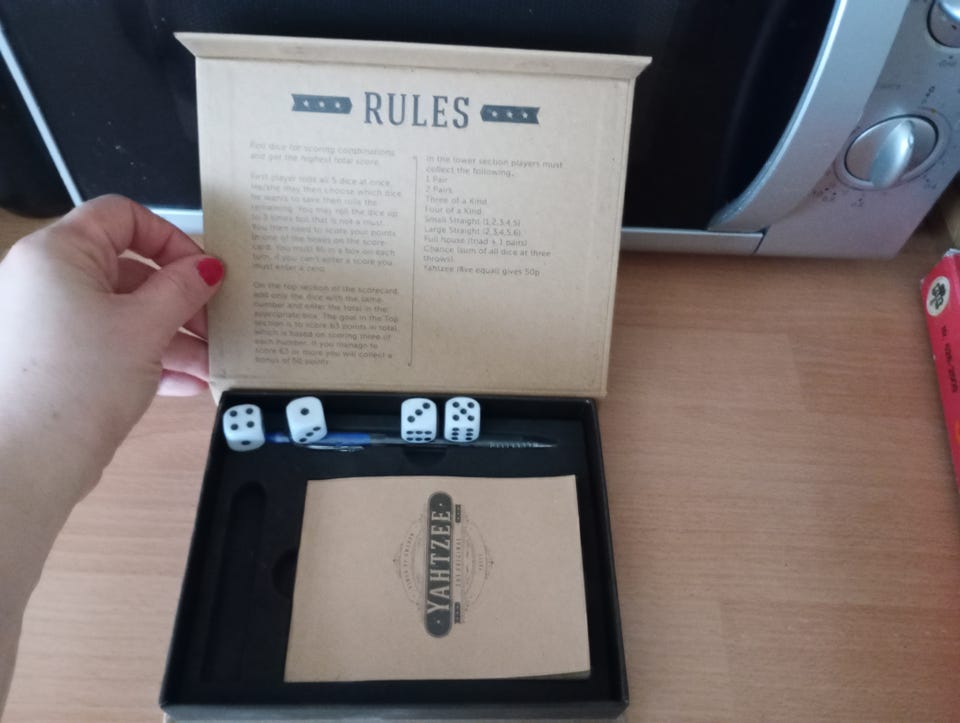 RULES
Roll dice for scoring combinations
and get the highest total score.
First player rolls all 5 dice at once.
He/she may then choose which dice
he wants to save then rolls the
remaining. You may roll the dice up
to 3 times but that is not a must.
You then need to score your points
in one of the boxes on the score-
card. You must fill in a box on each
turn, if you can't enter a score you
must enter a zero.
On the top section of the scorecard,
add only the dice with the same
number and enter the total in the
appropriate box. The goal in the Top
section is to score 63 points in total
which is based on scoring three of
each number. If you manage to
score 63 or more you will collect a
bonus of 50 points.
In the lower section players must
collect the following..
1 Pair
2 Pairs
Three of a Kind
Four of a Kind
Small Straight (1,2,3,4,5)
Large Straight (2,3,4,5,6)
Full house (triad + 1 pairs)
Chance (sum of all dice at three
throws)
Yahtzee (five equal) gives 50p
YAHTZEE
THE ORIGINAL